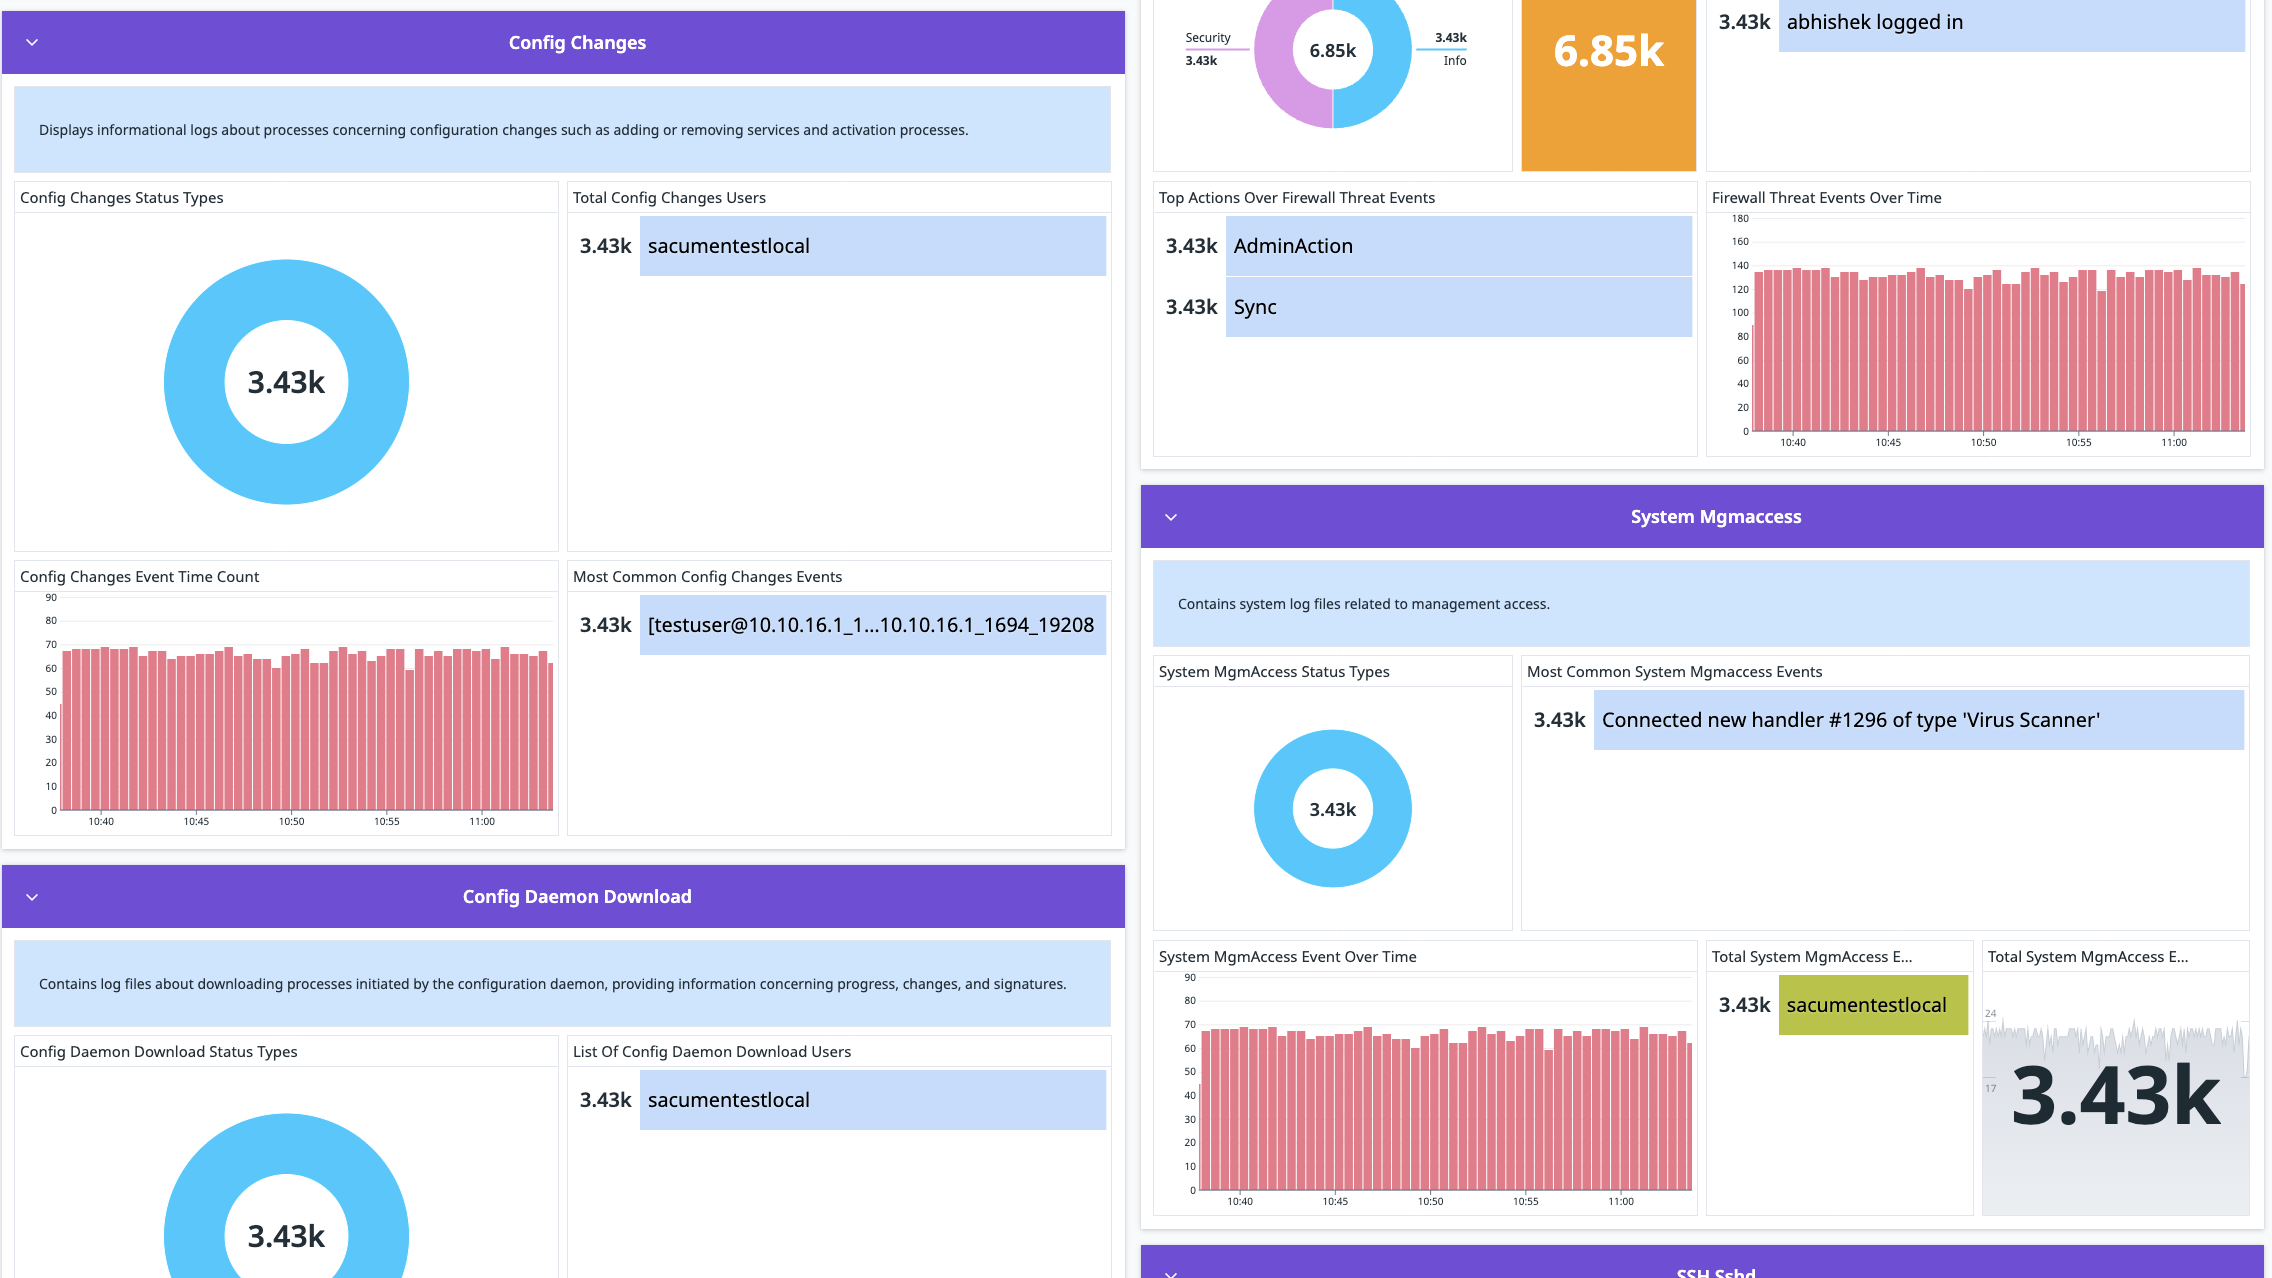 Config Changes
Displays informational logs about processes concerning configuration changes such as adding or removing services and activation processes.
Config Changes Status Types
3.43k
Total Config Changes Users
3.43k sacumentestlocal
Config Changes Event Time Count
90
80
70
60
50
40
30
20
10
0
10:40 10:45 10:50 10:55 11:00
Most Common Config Changes Events
3.43k [testuser@10.10.16.1_1...10.10.16.1_1694_19208
Config Daemon Download
Contains log files about downloading processes initiated by the configuration daemon, providing information concerning progress, changes, and signatures.
Config Daemon Download Status Types
3.43k
List Of Config Daemon Download Users
3.43k sacumentestlocal
Security
3.43k
6.85k
3.43k
Info
6.85k
3.43k abhishek logged in
Top Actions Over Firewall Threat Events
3.43k AdminAction
3.43k Sync
Firewall Threat Events Over Time
180
160
140
120
100
80
60
40
20
0
10:40 10:45 10:50 10:55 11:00
System Mgmaccess
Contains system log files related to management access.
System MgmAccess Status Types
3.43k
Most Common System Mgmaccess Events
3.43k Connected new handler #1296 of type 'Virus Scanner'
System MgmAccess Event Over Time
90
80
70
60
50
40
30
20
10
0
10:40 10:45 10:50 10:55 11:00
Total System MgmAccess E...
3.43k sacumentestlocal
Total System MgmAccess E...
24
17
3.43k
SSH Sshd